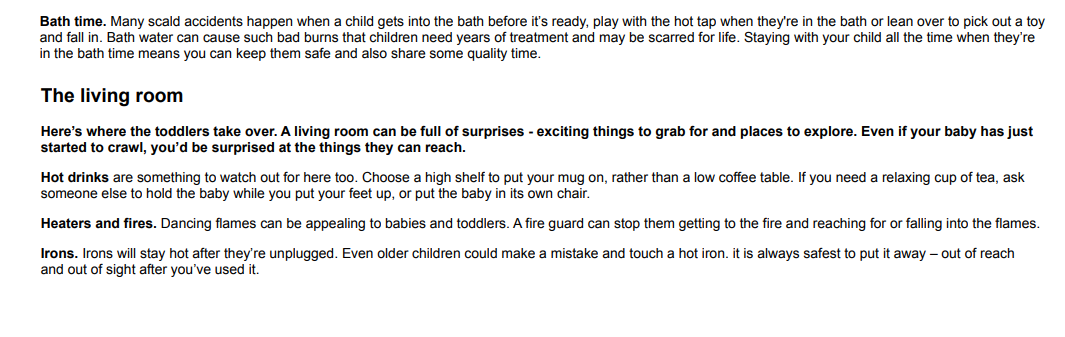 Bath time. Many scald accidents happen when a child gets into the bath before it’s ready, play with the hot tap when they're in the bath or lean over to pick out a toy
and fall in. Bath water can cause such bad burns that children need years of treatment and may be scarred for life. Staying with your child all the time when they’re
in the bath time means you can keep them safe and also share some quality time.
The living room
Here’s where the toddlers take over. A living room can be full of surprises - exciting things to grab for and places to explore. Even if your baby has just
started to crawl, you’d be surprised at the things they can reach.
Hot drinks are something to watch out for here too. Choose a high shelf to put your mug on, rather than a low coffee table. If you need a relaxing cup of tea, ask
someone else to hold the baby while you put your feet up, or put the baby in its own chair.
Heaters and fires. Dancing flames can be appealing to babies and toddlers. A fire guard can stop them getting to the fire and reaching for or falling into the flames.
Irons. Irons will stay hot after they’re unplugged. Even older children could make a mistake and touch a hot iron. it is always safest to put it away – out of reach
and out of sight after you’ve used it.